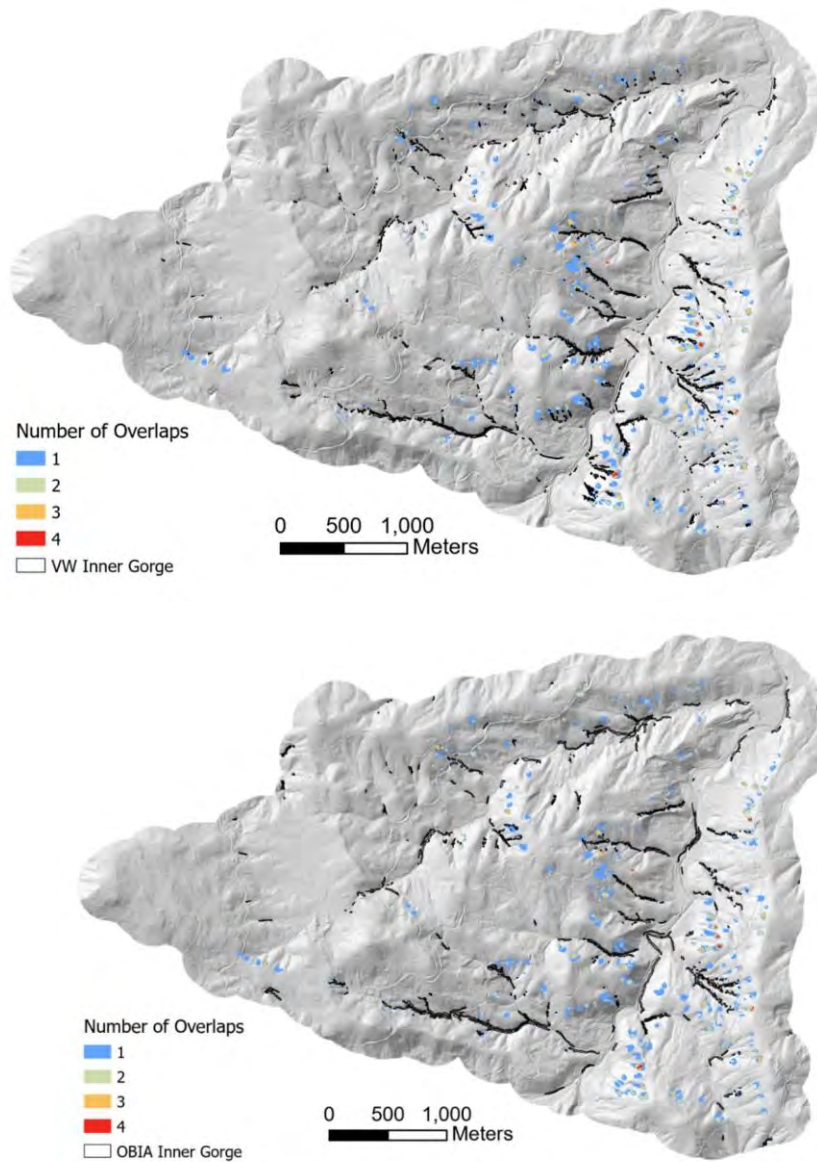 Number of Overlaps
1
2
3
4
VW Inner Gorge
0 500 1,000
Meters
Number of Overlaps
1
2
3
4
OBIA Inner Gorge
0 500 1,000
Meters